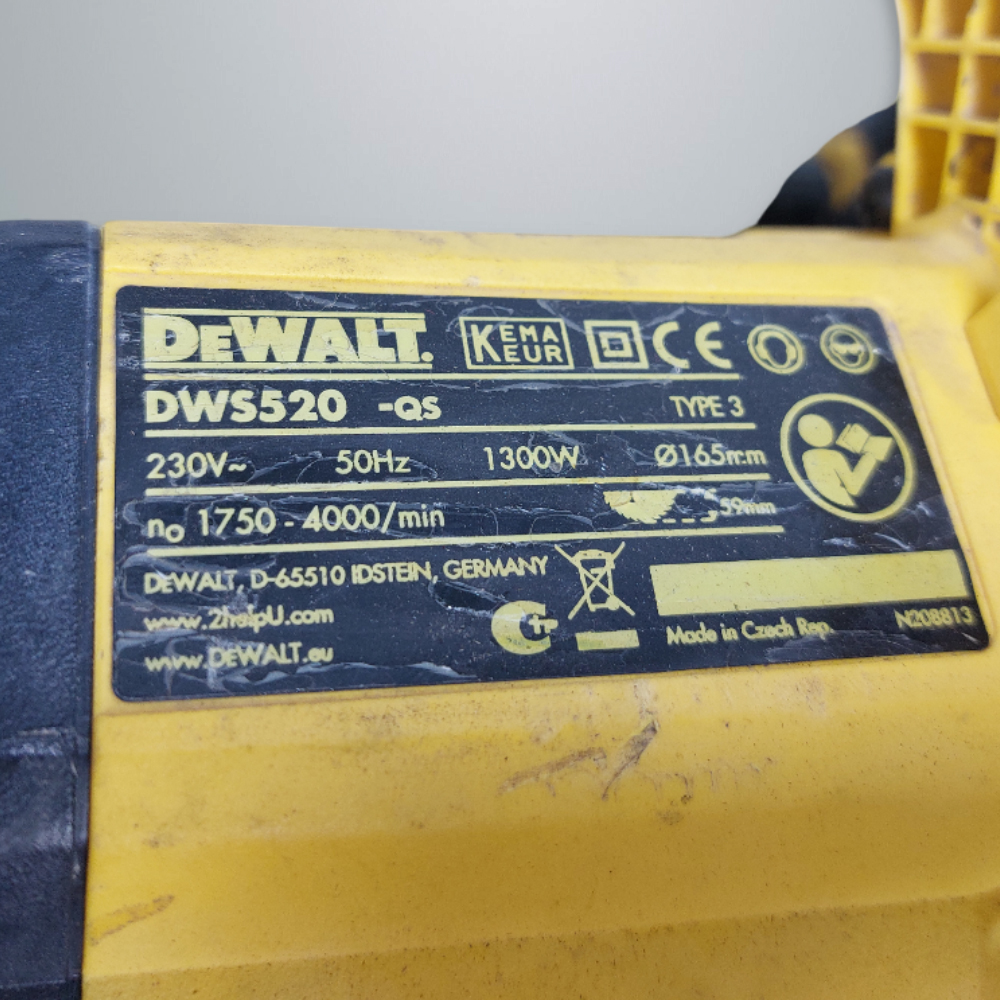 DEWALT.
KEMA KEUR
CE
DWS520 -QS TYPE 3
230V~ 50Hz 1300W Ø165mm
n₀ 1750 - 4000/min 59mm
DEWALT, D-65510 IDSTEIN, GERMANY
www.2helpU.com
www.DEWALT.eu
Made in Czech Rep. N208813